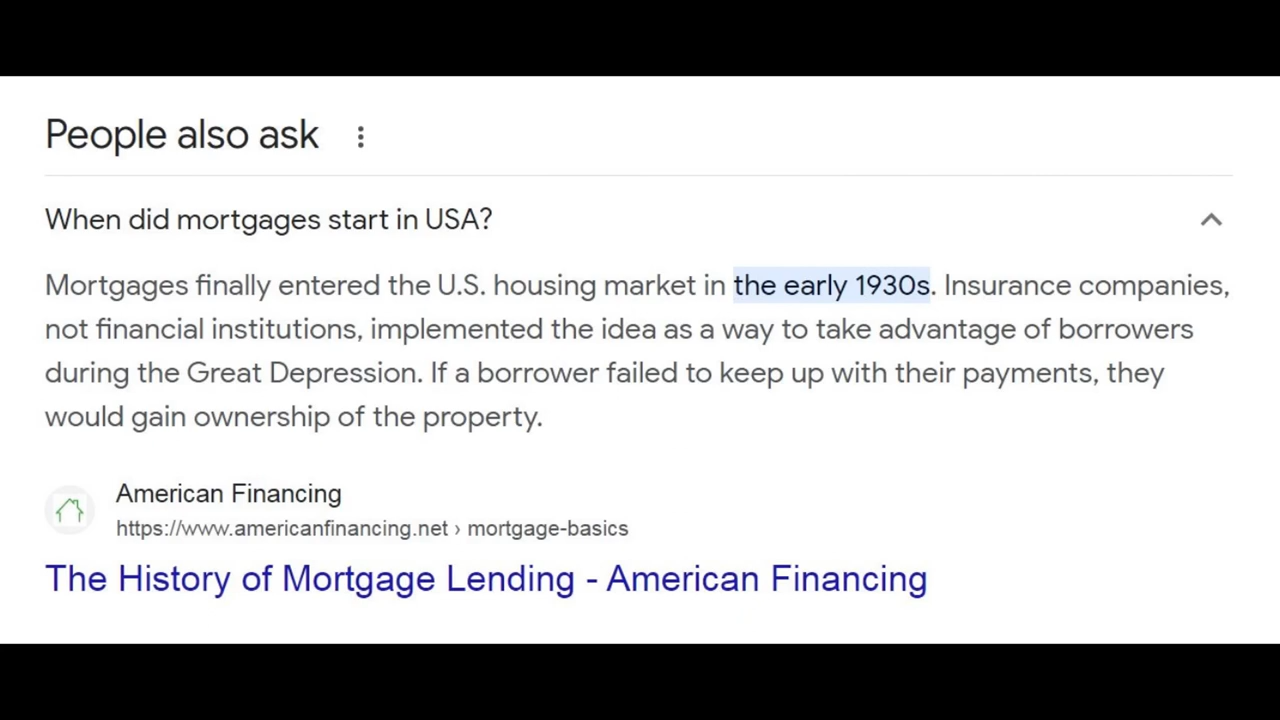 People also ask
When did mortgages start in USA?
Mortgages finally entered the U.S. housing market in the early 1930s. Insurance companies,
not financial institutions, implemented the idea as a way to take advantage of borrowers
during the Great Depression. If a borrower failed to keep up with their payments, they
would gain ownership of the property.
American Financing
https://www.americanfinancing.net › mortgage-basics
The History of Mortgage Lending - American Financing